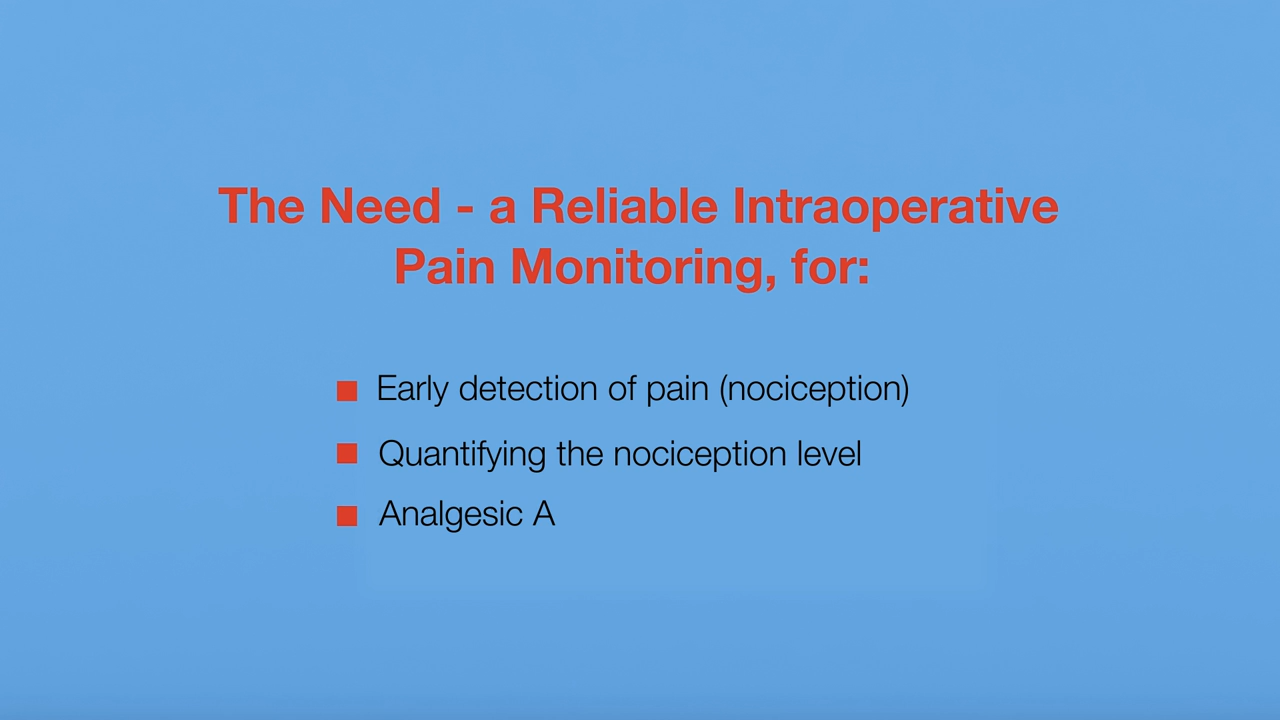 The Need - a Reliable Intraoperative
Pain Monitoring, for:
Early detection of pain (nociception)
Quantifying the nociception level
Analgesic A